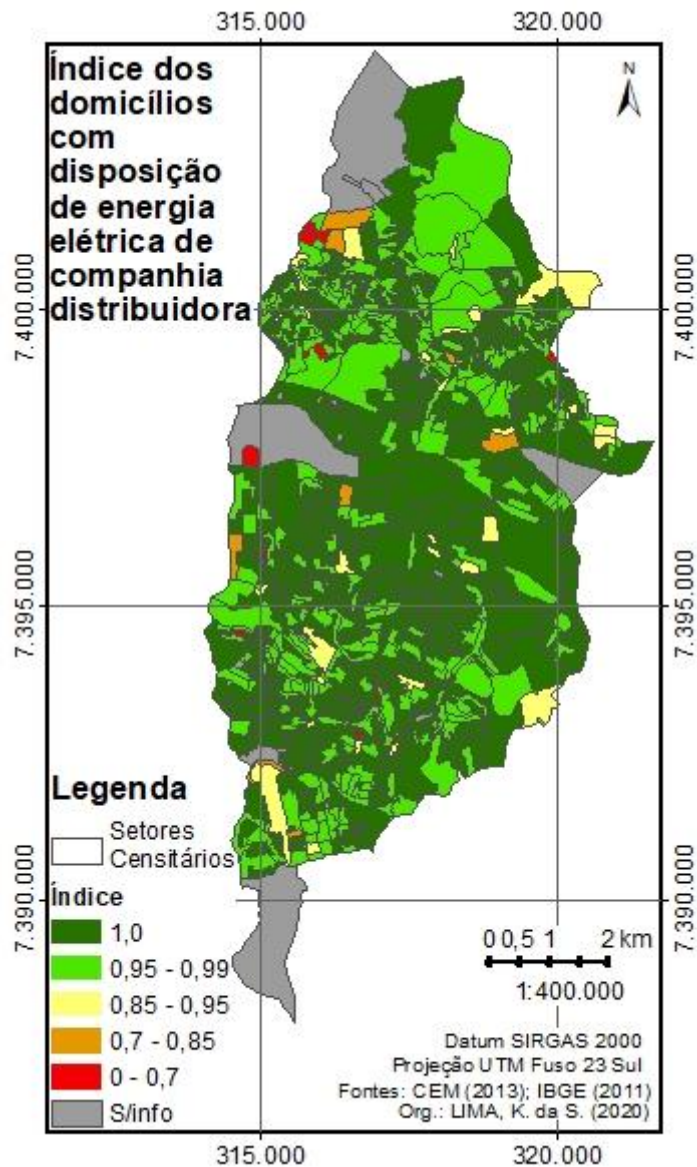 315.000 320.000
Índice dos
domicílios
com
disposição
de energia
elétrica de
companhia
distribuidora
N
7.400.000 7.400.000
7.395.000 7.395.000
7.390.000 7.390.000
Legenda
Setores
Censitários
Índice
1,0
0,95 - 0,99
0,85 - 0,95
0,7 - 0,85
0 - 0,7
S/info
0 0,5 1 2 km
1:400.000
Datum SIRGAS 2000
Projeção UTM Fuso 23 Sul
Fontes: CEM (2013); IBGE (2011)
Org.: LIMA, K. da S. (2020)
315.000 320.000